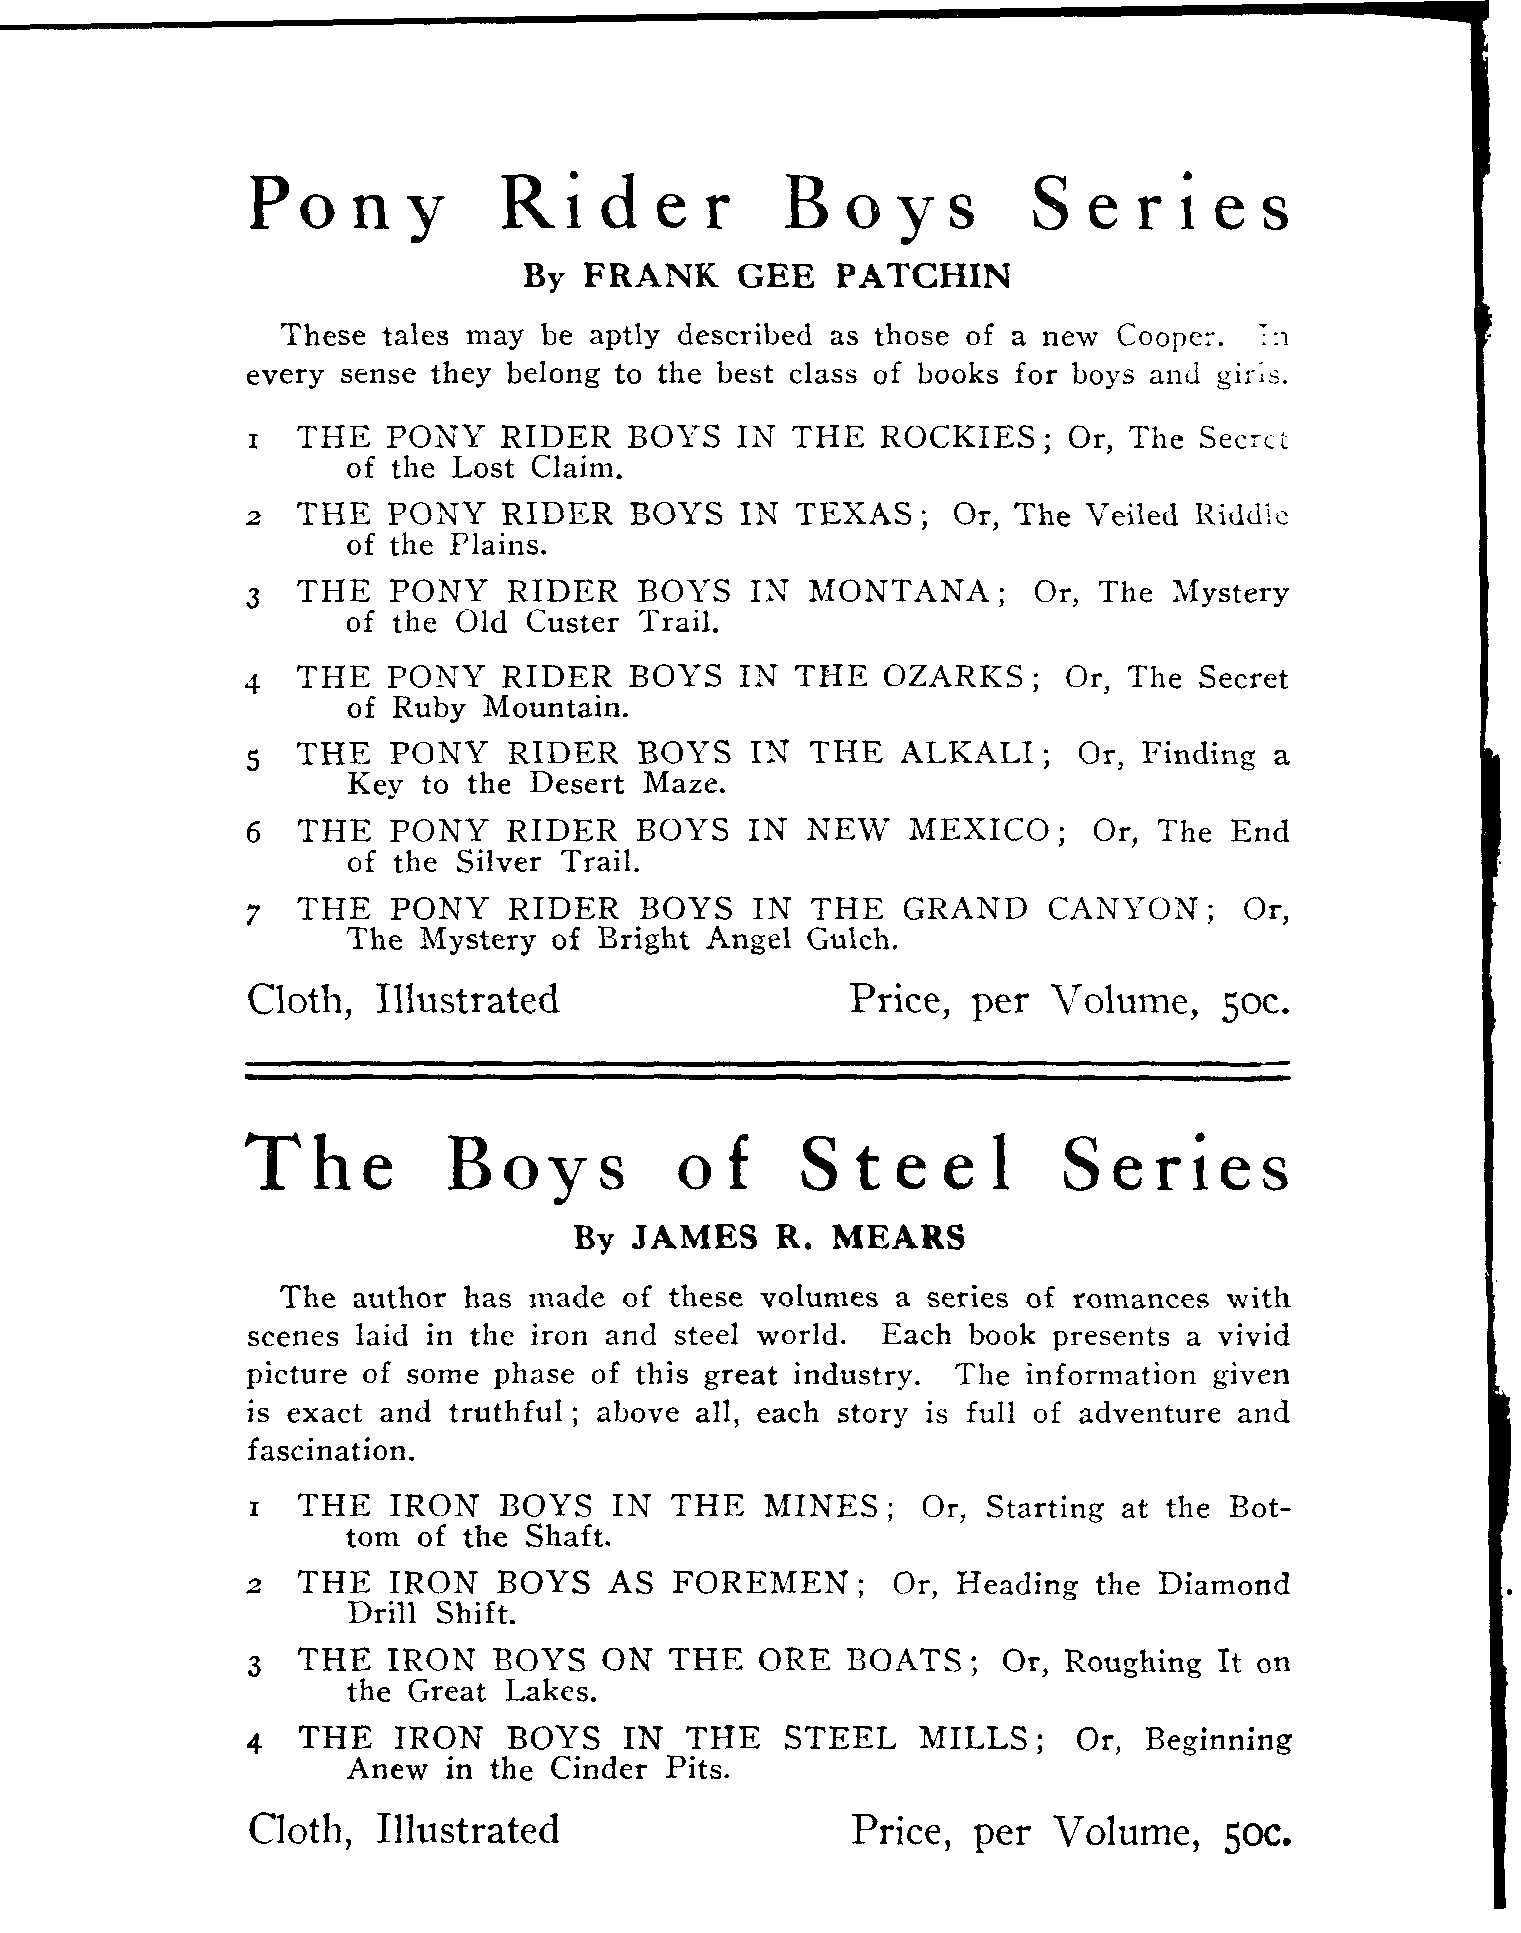 Pony Rider Boys Series
By FRANK GEE PATCHIN
These tales may be aptly described as those of a new Cooper. In
every sense they belong to the best class of books for boys and girls.
1 THE PONY RIDER BOYS IN THE ROCKIES; Or, The Secret
of the Lost Claim.
2 THE PONY RIDER BOYS IN TEXAS; Or, The Veiled Riddle
of the Plains.
3 THE PONY RIDER BOYS IN MONTANA; Or, The Mystery
of the Old Custer Trail.
4 THE PONY RIDER BOYS IN THE OZARKS; Or, The Secret
of Ruby Mountain.
5 THE PONY RIDER BOYS IN THE ALKALI; Or, Finding a
Key to the Desert Maze.
6 THE PONY RIDER BOYS IN NEW MEXICO; Or, The End
of the Silver Trail.
7 THE PONY RIDER BOYS IN THE GRAND CANYON; Or,
The Mystery of Bright Angel Gulch.
Cloth, Illustrated Price, per Volume, 50c.
The Boys of Steel Series
By JAMES R. MEARS
The author has made of these volumes a series of romances with
scenes laid in the iron and steel world. Each book presents a vivid
picture of some phase of this great industry. The information given
is exact and truthful; above all, each story is full of adventure and
fascination.
1 THE IRON BOYS IN THE MINES; Or, Starting at the Bot-
tom of the Shaft.
2 THE IRON BOYS AS FOREMEN; Or, Heading the Diamond
Drill Shift.
3 THE IRON BOYS ON THE ORE BOATS; Or, Roughing It on
the Great Lakes.
4 THE IRON BOYS IN THE STEEL MILLS; Or, Beginning
Anew in the Cinder Pits.
Cloth, Illustrated Price, per Volume, 50c.